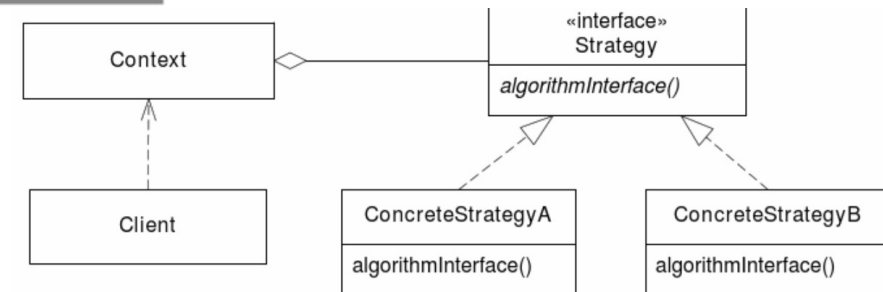 Context
«interface»
Strategy
algorithmInterface()
Client
ConcreteStrategyA
algorithmInterface()
ConcreteStrategyB
algorithmInterface()